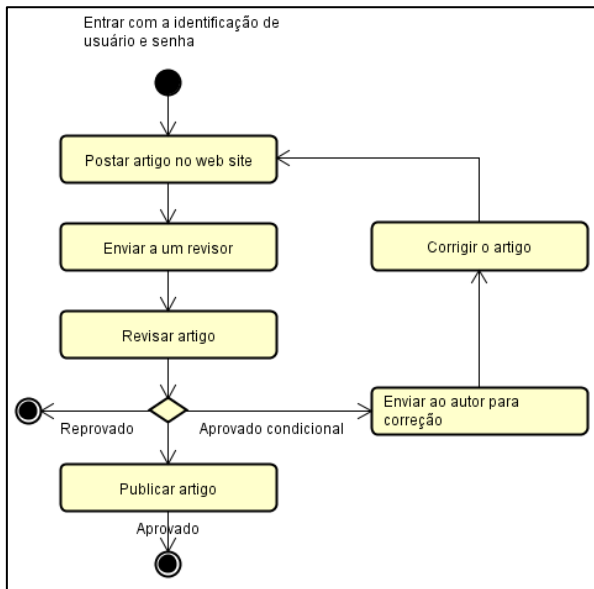 Entrar com a identificação de
usuário e senha
Postar artigo no web site
Enviar a um revisor
Corrigir o artigo
Revisar artigo
Reprovado
Aprovado condicional
Enviar ao autor para
correção
Publicar artigo
Aprovado